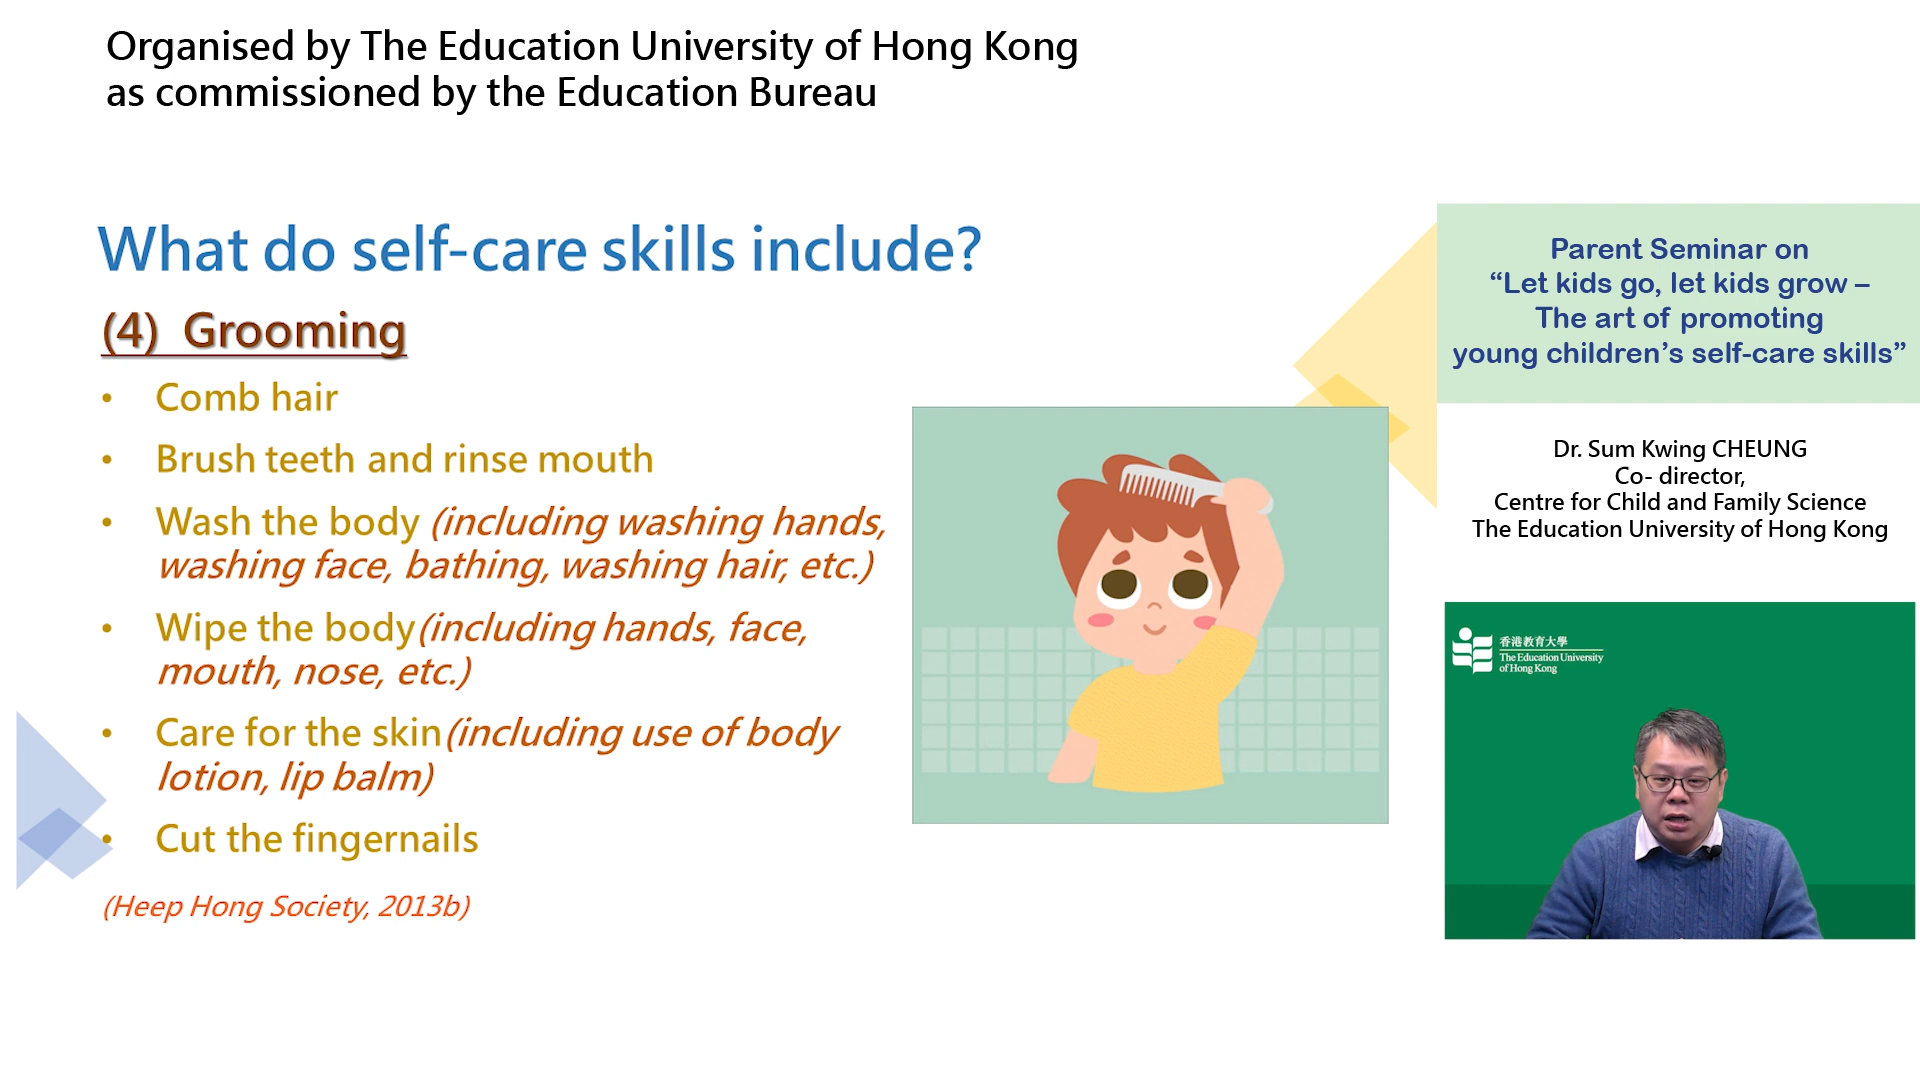 Organised by The Education University of Hong Kong
as commissioned by the Education Bureau
What do self-care skills include?
(4) Grooming
• Comb hair
• Brush teeth and rinse mouth
• Wash the body (including washing hands,
washing face, bathing, washing hair, etc.)
• Wipe the body (including hands, face,
mouth, nose, etc.)
• Care for the skin (including use of body
lotion, lip balm)
• Cut the fingernails
(Heep Hong Society, 2013b)
Parent Seminar on
“Let kids go, let kids grow –
The art of promoting
young children’s self-care skills”
Dr. Sum Kwing CHEUNG
Co- director,
Centre for Child and Family Science
The Education University of Hong Kong
香港教育大學
The Education University
of Hong Kong